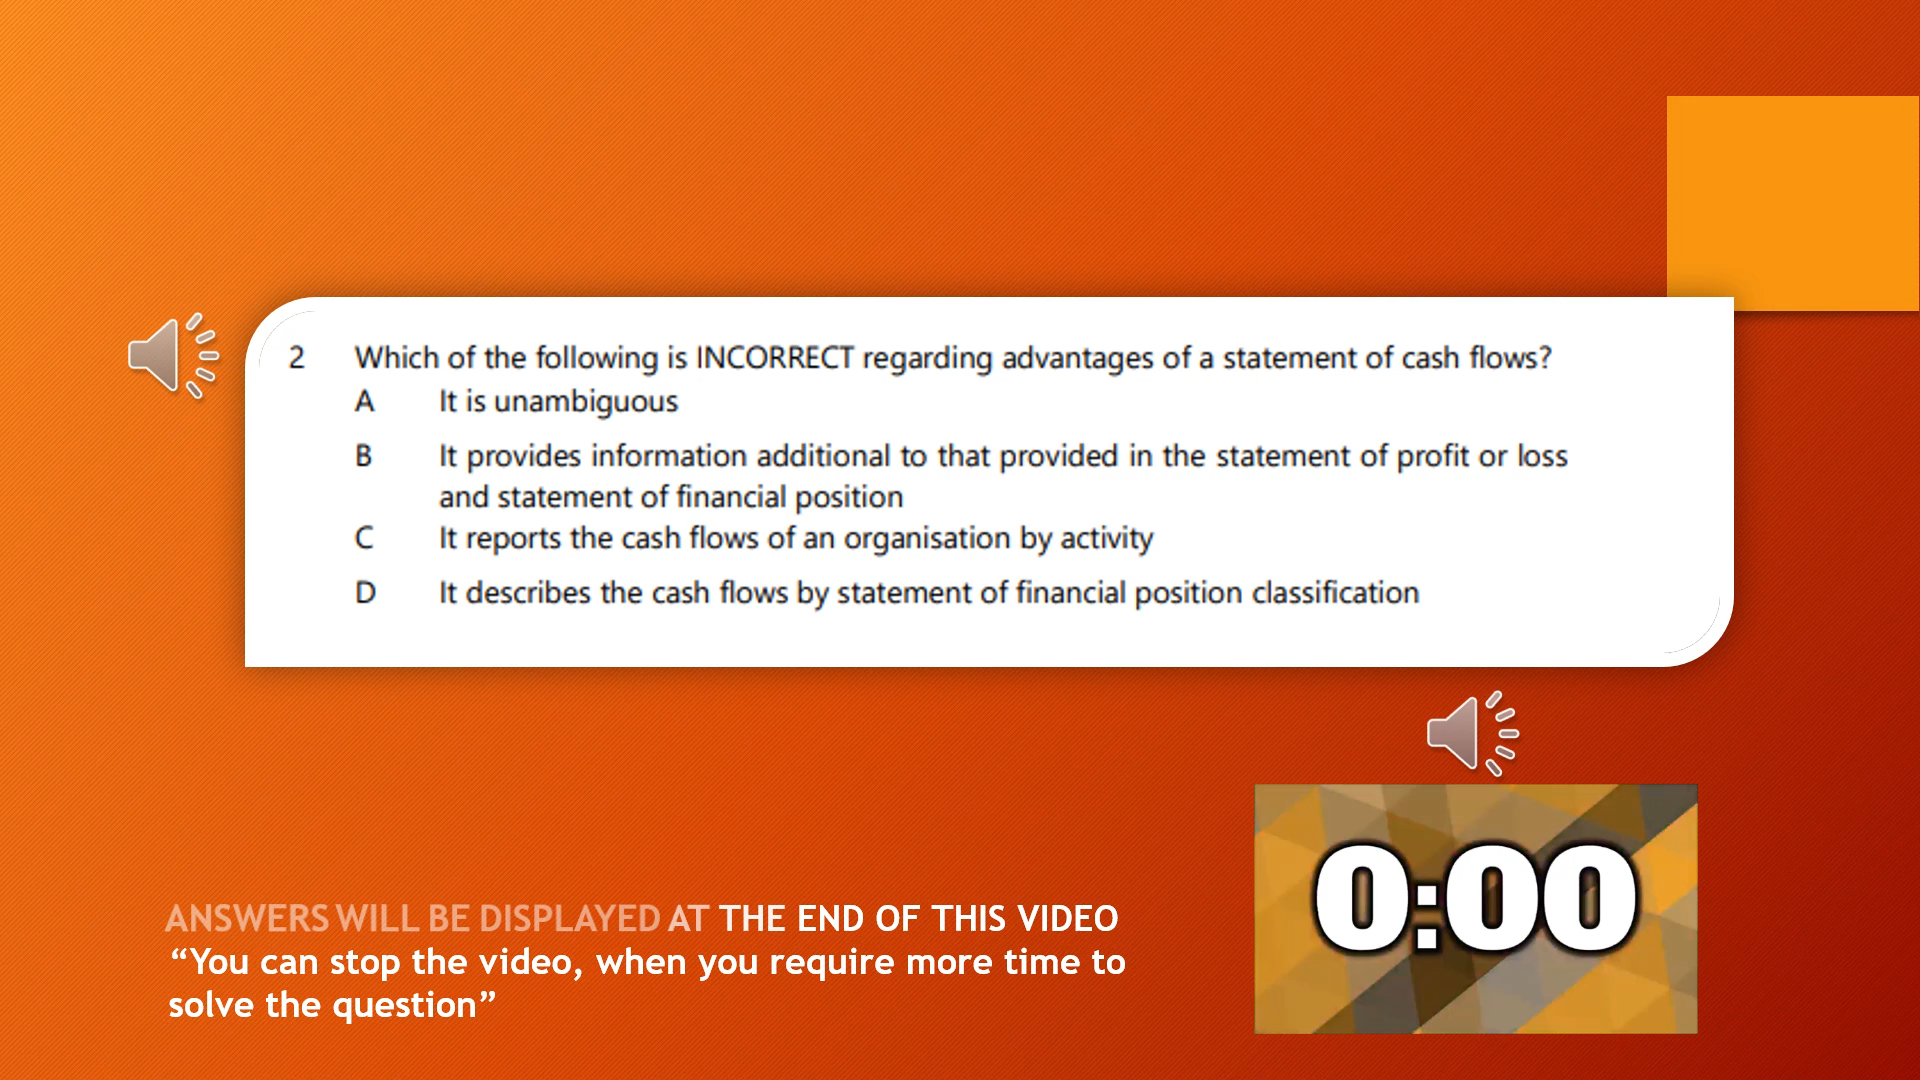 2 Which of the following is INCORRECT regarding advantages of a statement of cash flows?
A It is unambiguous
B It provides information additional to that provided in the statement of profit or loss
and statement of financial position
C It reports the cash flows of an organisation by activity
D It describes the cash flows by statement of financial position classification
0:00
ANSWERS WILL BE DISPLAYED AT THE END OF THIS VIDEO
“You can stop the video, when you require more time to
solve the question”